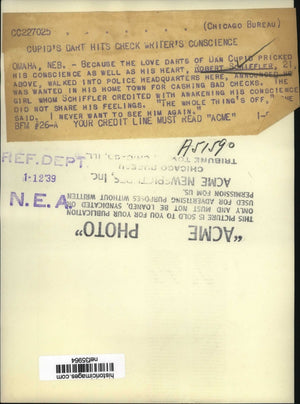 CC227025 (CHICAGO BUREAU)
CUPID'S DART HITS CHECK WRITER'S CONSCIENCE
OMAHA, NEB. - BECAUSE THE LOVE DARTS OF DAN CUPID PRICKED
HIS CONSCIENCE AS WELL AS HIS HEART, ROBERT SCHIFFLER, 21,
ABOVE, WALKED INTO POLICE HEADQUARTERS HERE, ANNOUNCED HE
WAS WANTED IN HIS HOME TOWN FOR CASHING BAD CHECKS. THE
GIRL WHOM SCHIFFLER CREDITED WITH AWAKENING HIS CONSCIENCE
DID NOT SHARE HIS FEELINGS. "THE WHOLE THING'S OFF," SHE
SAID. I NEVER WANT TO SEE HIM AGAIN."
BFM #26-A YOUR CREDIT LINE MUST READ "ACME"
A51590
REF. DEPT.
1-12 39
N.E.A.
"ACME
PHOTO"
THIS PICTURE IS SOLD TO YOU FOR YOUR PUBLICATION
ONLY AND MUST NOT BE LOANED, SYNDICATED OR
USED FOR ADVERTISING PURPOSES WITHOUT WRITTEN
PERMISSION FROM US.
ACME NEWSPICTURES, INC.
CHICAGO
TRIBUNE
historicimages.com
nef35964